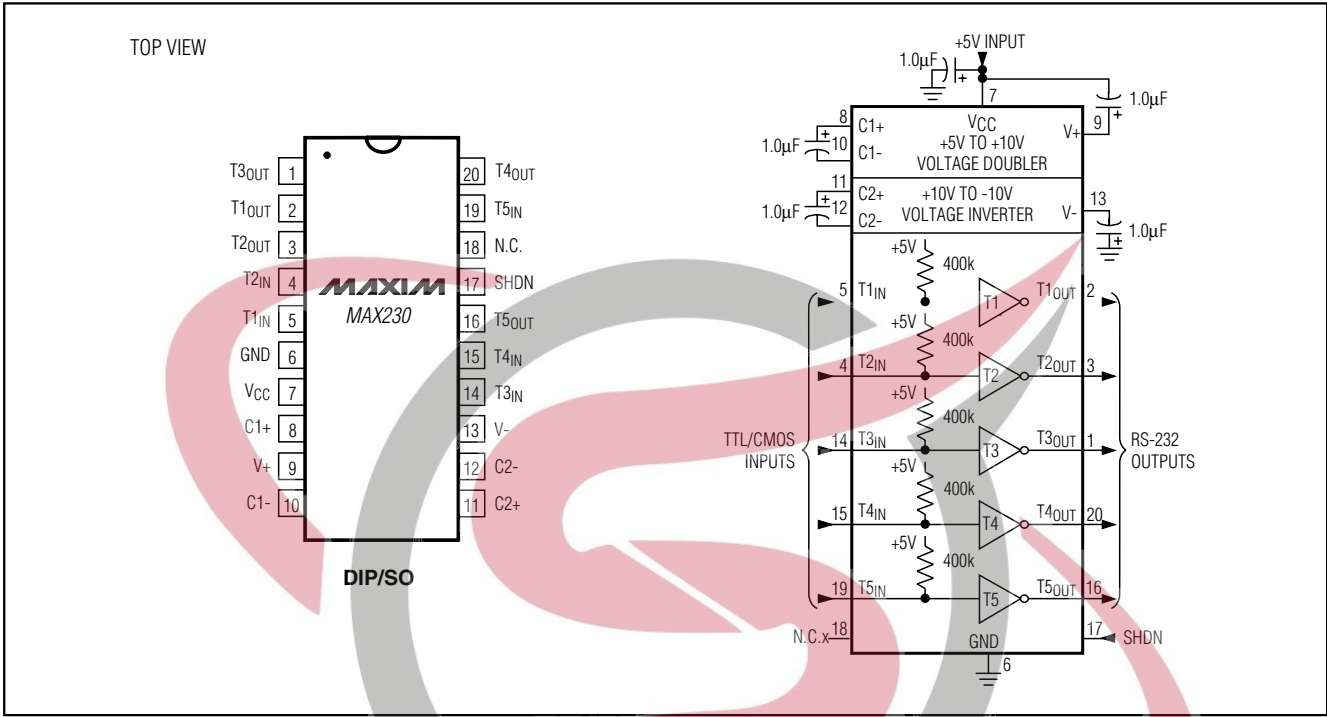 TOP VIEW
T3OUT 1
T1OUT 2
T2OUT 3
T2IN 4
T1IN 5
GND 6
VCC 7
C1+ 8
V+ 9
C1- 10
20 T4OUT
19 T5IN
18 N.C.
17 SHDN
16 T5OUT
15 T4IN
14 T3IN
13 V-
12 C2-
11 C2+
MAXIM
MAX230
DIP/SO
+5V INPUT
1.0µF
7
1.0µF
8 C1+
1.0µF
10 C1-
VCC
+5V TO +10V
VOLTAGE DOUBLER
V+ 9
11 C2+
1.0µF
12 C2-
+10V TO -10V
VOLTAGE INVERTER
V- 13
1.0µF
+5V
400k
5 T1IN T1 T1OUT 2
+5V
400k
4 T2IN T2 T2OUT 3
+5V
400k
14 T3IN T3 T3OUT 1
TTL/CMOS
INPUTS
RS-232
OUTPUTS
+5V
400k
15 T4IN T4 T4OUT 20
+5V
400k
19 T5IN T5 T5OUT 16
N.C.x 18
GND
6
17 SHDN